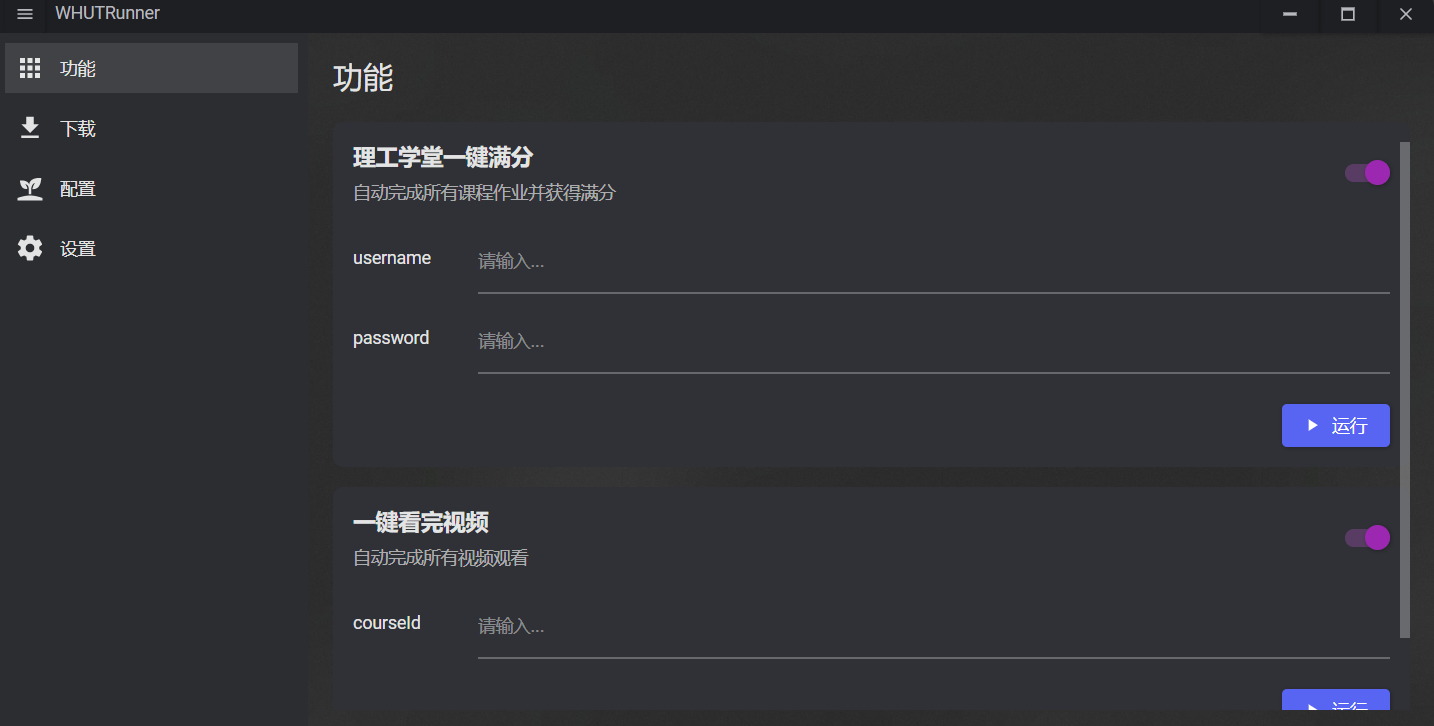 WHUTRunner
功能
下载
配置
设置
功能
理工学堂一键满分
自动完成所有课程作业并获得满分
username
请输入...
password
请输入...
运行
一键看完视频
自动完成所有视频观看
courseId
请输入...
运行